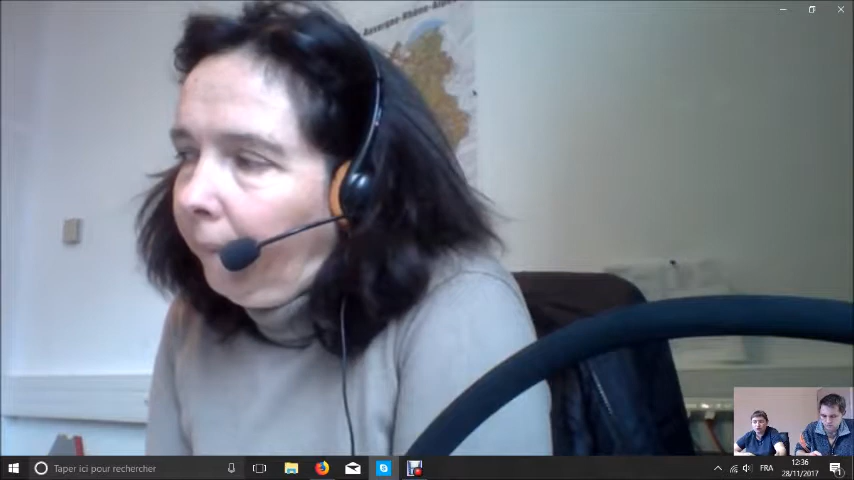 Auvergne-Rhône-Alpes
Taper ici pour rechercher
FRA
12:36
28/11/2017